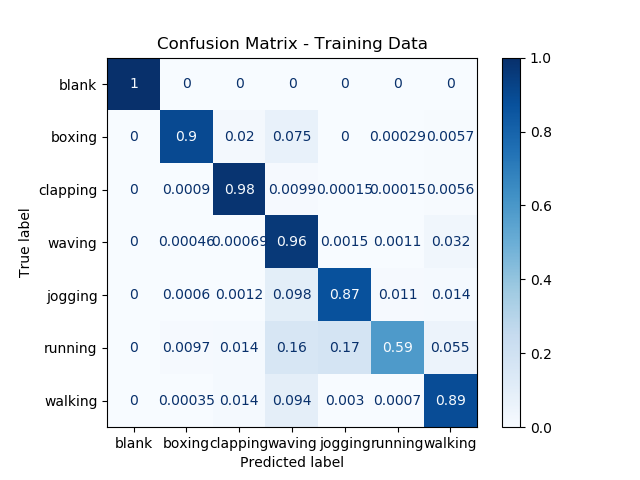 Confusion Matrix - Training Data
blank 1 0 0 0 0 0 0
boxing 0 0.9 0.02 0.075 0 0.00029 0.0057
clapping 0 0.0009 0.98 0.0099 0.00015 0.00015 0.0056
waving 0 0.00046 0.00069 0.96 0.0015 0.0011 0.032
jogging 0 0.0006 0.0012 0.098 0.87 0.011 0.014
running 0 0.0097 0.014 0.16 0.17 0.59 0.055
walking 0 0.00035 0.014 0.094 0.003 0.0007 0.89
blank boxing clapping waving jogging running walking
Predicted label
True label
1.0
0.8
0.6
0.4
0.2
0.0